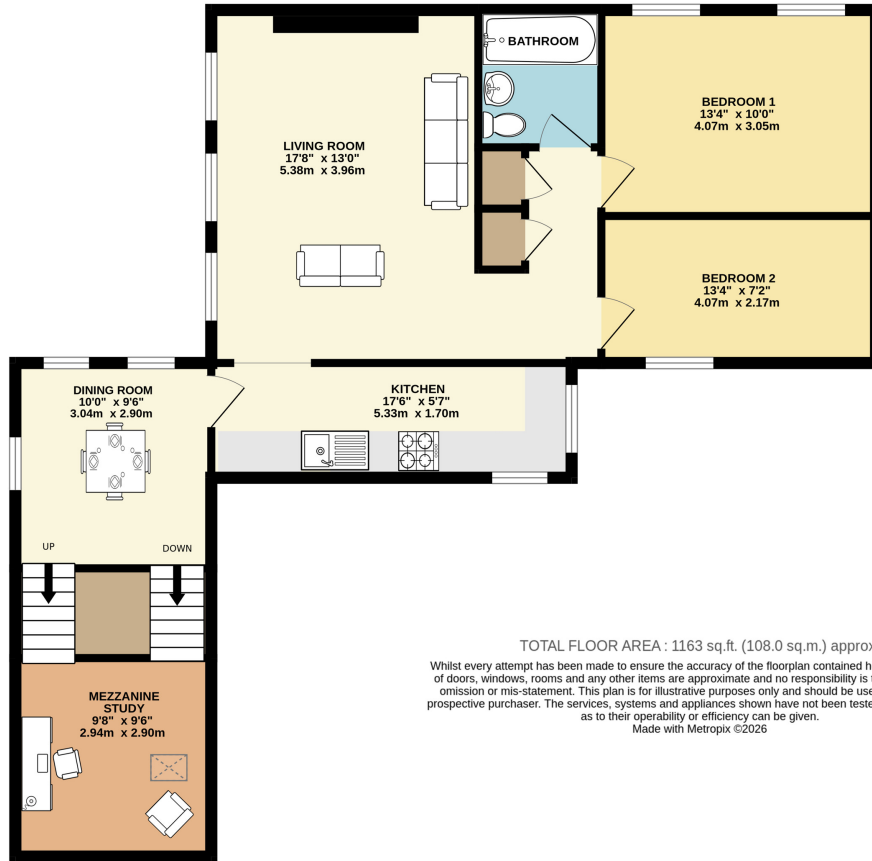 BATHROOM
BEDROOM 1
13'4" x 10'0"
4.07m x 3.05m
LIVING ROOM
17'8" x 13'0"
5.38m x 3.96m
BEDROOM 2
13'4" x 7'2"
4.07m x 2.17m
DINING ROOM
10'0" x 9'6"
3.04m x 2.90m
KITCHEN
17'6" x 5'7"
5.33m x 1.70m
UP
DOWN
MEZZANINE
STUDY
9'8" x 9'6"
2.94m x 2.90m
TOTAL FLOOR AREA : 1163 sq.ft. (108.0 sq.m.) approx
Whilst every attempt has been made to ensure the accuracy of the floorplan contained
of doors, windows, rooms and any other items are approximate and no responsibility is
omission or mis-statement. This plan is for illustrative purposes only and should be
prospective purchaser. The services, systems and appliances shown have not been
as to their operability or efficiency can be given.
Made with Metropix ©2026